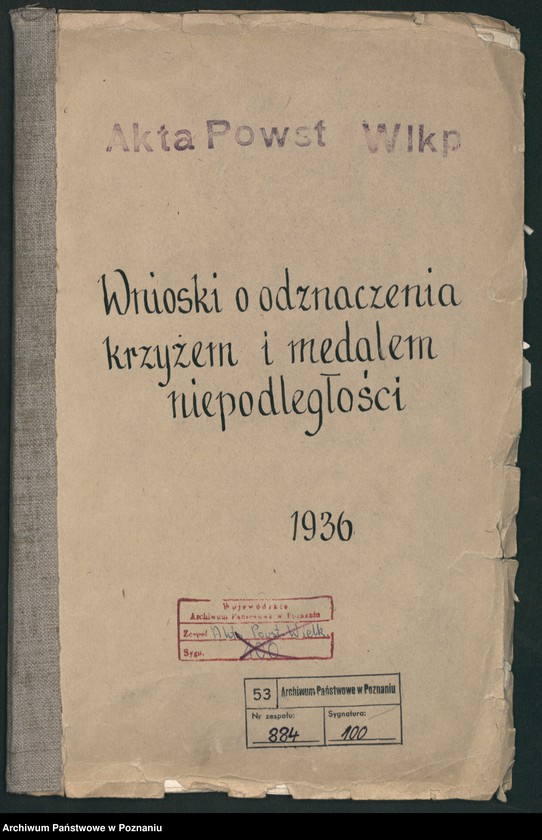 Akta Powst Wlkp
Wnioski o odznaczenia
krzyżem i medalem
niepodległości
1936
Wojewódzkie
Archiwum Państwowe w Poznaniu
Zespół Akta Powst. Wielk.
Sygn. 100
53 Archiwum Państwowe w Poznaniu
Nr zespołu: Sygnatura:
884 100
Archiwum Państwowe w Poznaniu